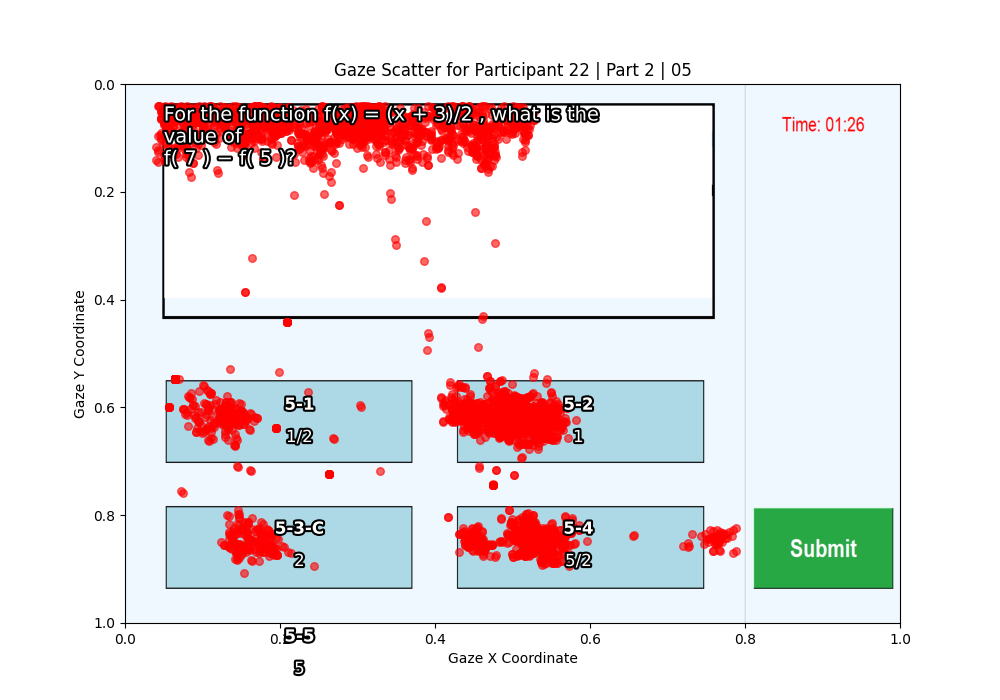 Gaze Scatter for Participant 22 | Part 2 | 05
0.0
For the function f(x) = (x + 3)/2 , what is the
value of
f( 7 ) − f( 5 )?
Time: 01:26
0.2
0.4
Gaze Y Coordinate
5-1
1/2
5-2
1
0.6
5-3-C
2
5-4
5/2
0.8
Submit
1.0
0.0
0.2
0.4
0.6
0.8
1.0
5-5
5
Gaze X Coordinate